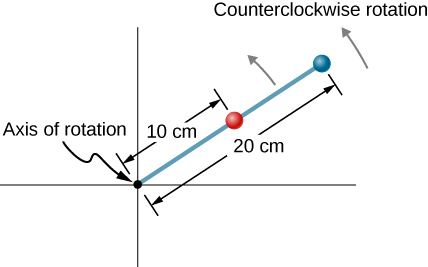 Counterclockwise rotation
Axis of rotation
10 cm
20 cm